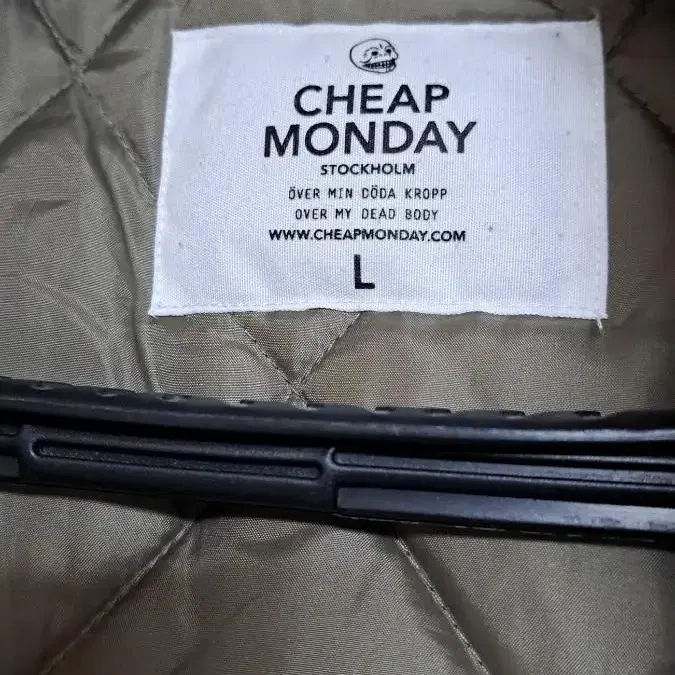 CHEAP
MONDAY
STOCKHOLM
ÖVER MIN DÖDA KROPP
OVER MY DEAD BODY
WWW.CHEAPMONDAY.COM
L